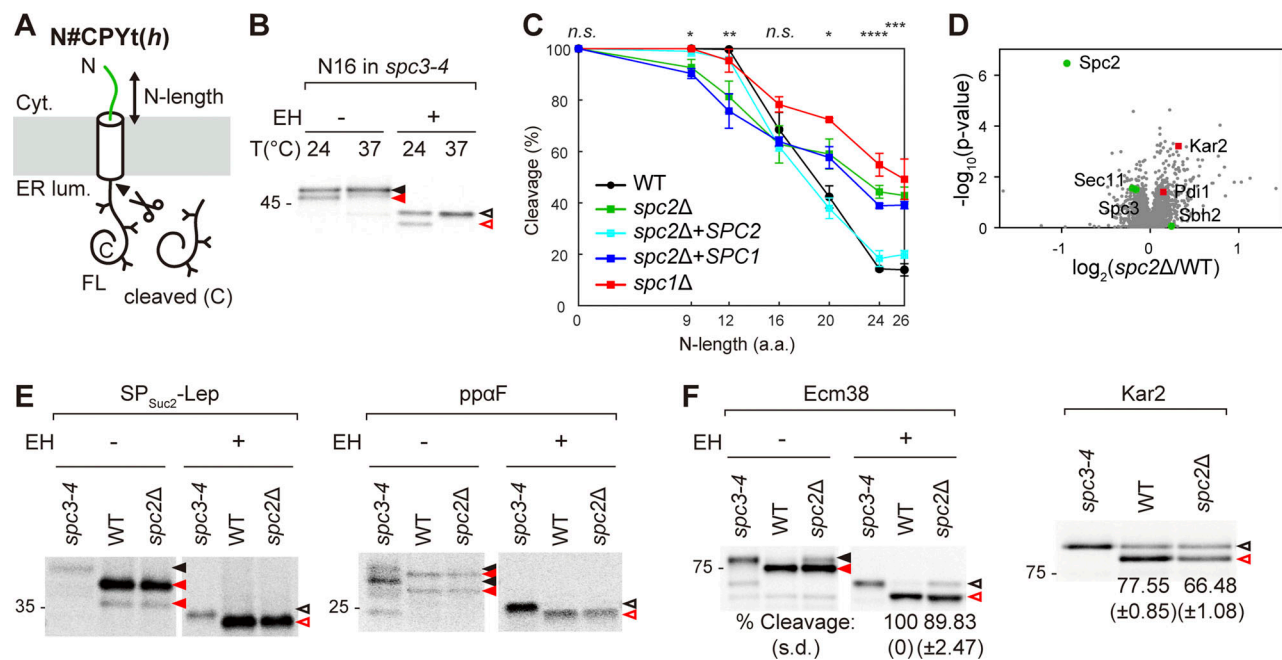 A
N#CPYt(h)
N
N-length
Cyt.
ER lum.
C
FL
cleaved (C)
B
N16 in spc3-4
EH - +
T(°C) 24 37 24 37
45 -
C
n.s. * ** n.s. * **** ***
Cleavage (%)
100
80
60
40
20
0
WT
spc2Δ
spc2Δ+SPC2
spc2Δ+SPC1
spc1Δ
0 9 12 16 20 24 26
N-length (a.a.)
D
-log10(p-value)
6
4
2
0
Spc2
Kar2
Sec11
Pdi1
Spc3
Sbh2
-1 0 1
log2(spc2Δ/WT)
E
SPSuc2-Lep
EH - +
spc3-4 WT spc2Δ spc3-4 WT spc2Δ
35 -
ppαF
EH - +
spc3-4 WT spc2Δ spc3-4 WT spc2Δ
25 -
F
Ecm38
EH - +
spc3-4 WT spc2Δ spc3-4 WT spc2Δ
75 -
% Cleavage: 100 89.83
(s.d.) (0) (±2.47)
Kar2
spc3-4 WT spc2Δ
75 -
77.55 66.48
(±0.85) (±1.08)